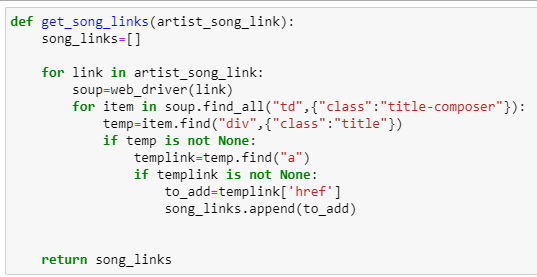 def get_song_links(artist_song_link):
    song_links=[]

    for link in artist_song_link:
        soup=web_driver(link)
        for item in soup.find_all("td",{"class":"title-composer"}):
            temp=item.find("div",{"class":"title"})
            if temp is not None:
                templink=temp.find("a")
                if templink is not None:
                    to_add=templink['href']
                    song_links.append(to_add)


    return song_links